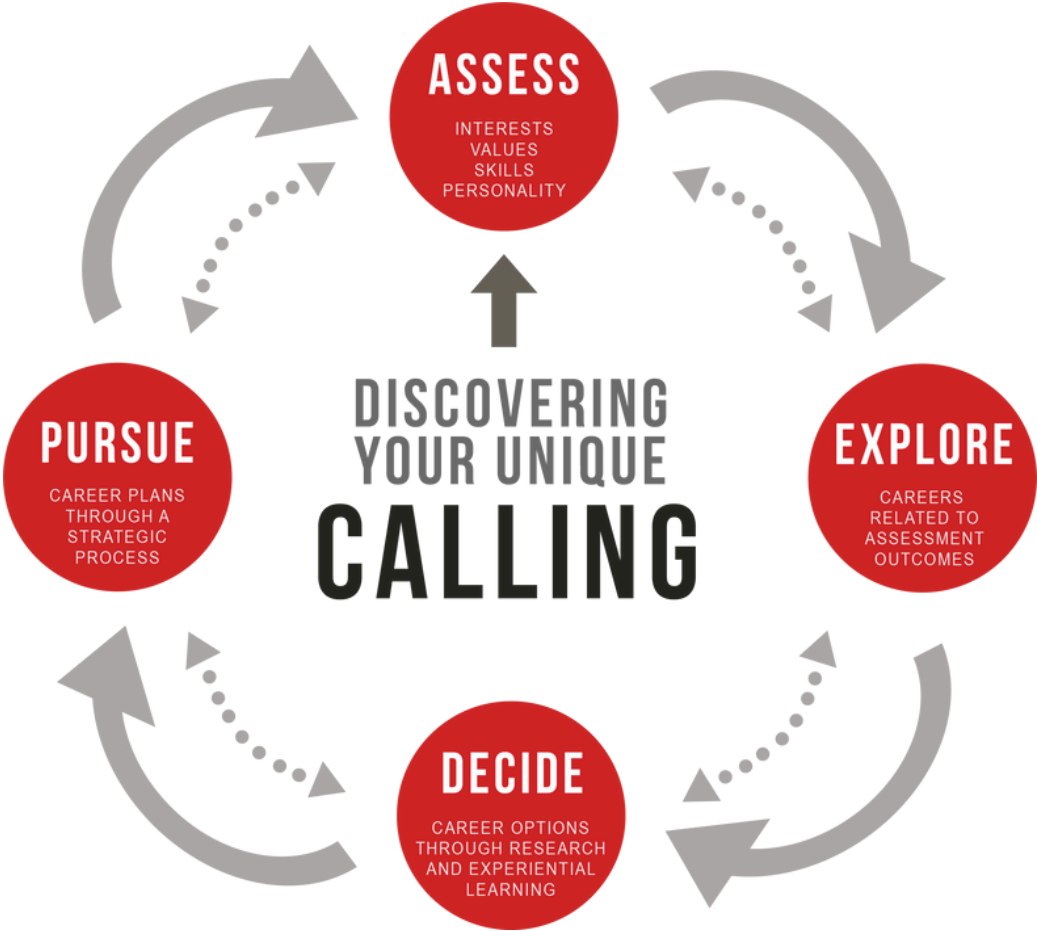 ASSESS
INTERESTS
VALUES
SKILLS
PERSONALITY
DISCOVERING
YOUR UNIQUE
CALLING
PURSUE
CAREER PLANS
THROUGH A
STRATEGIC
PROCESS
EXPLORE
CAREERS
RELATED TO
ASSESSMENT
OUTCOMES
DECIDE
CAREER OPTIONS
THROUGH RESEARCH
AND EXPERIENTIAL
LEARNING